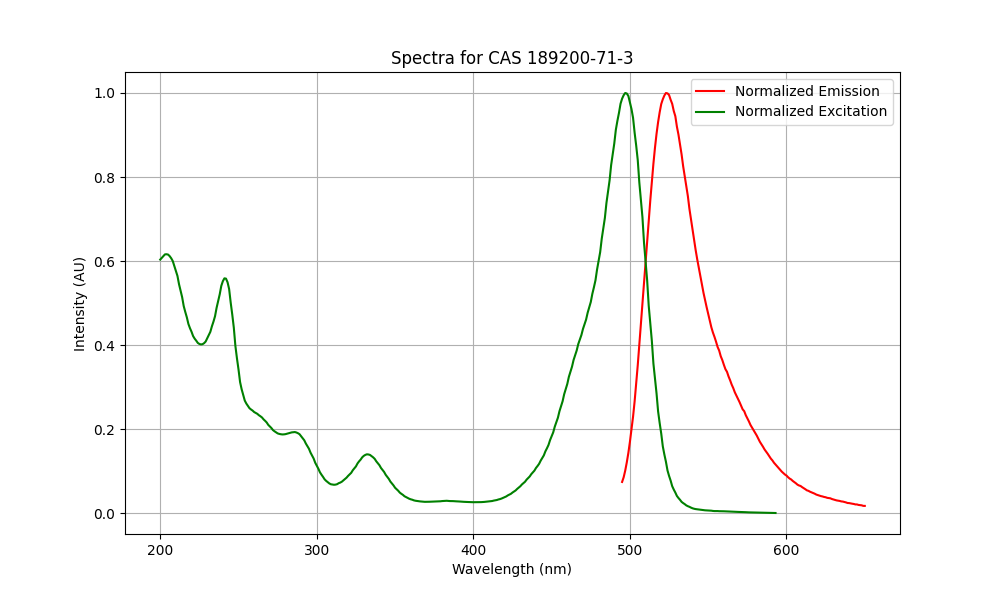 Spectra for CAS 189200-71-3
Normalized Emission
Normalized Excitation
1.0
0.8
0.6
0.4
0.2
0.0
Intensity (AU)
200 300 400 500 600
Wavelength (nm)